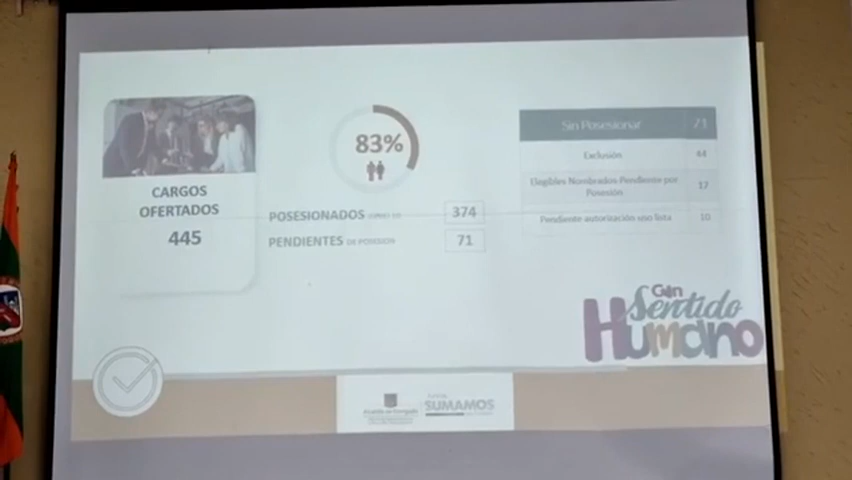 CARGOS
OFERTADOS
445
83%
POSESIONADOS
374
PENDIENTES DE POSESION
71
Sin Posesionar 71
Exclusión 44
Elegibles Nombrados Pendiente por
Posesión 17
Pendiente autorización uso lista 10
Con
Sentido
Humano
SUMAMOS